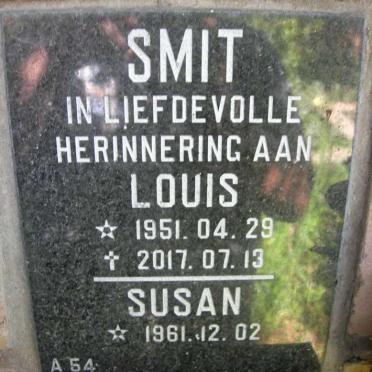 SMIT
IN LIEFDEVOLLE
HERINNERING AAN
LOUIS
☆ 1951. 04. 29
✝ 2017. 07. 13
SUSAN
☆ 1961. 12. 02
A 54